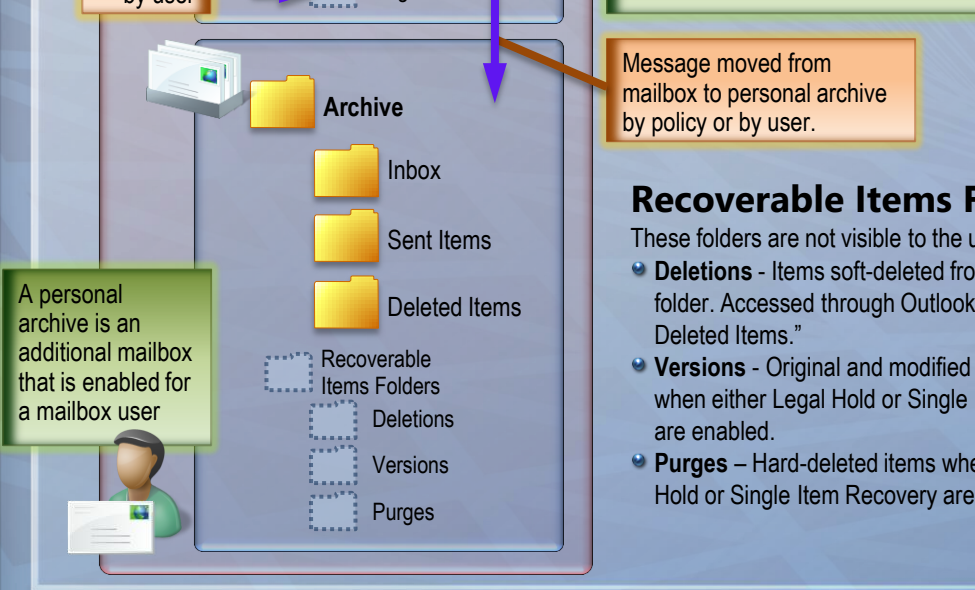 by user
Message moved from
mailbox to personal archive
by policy or by user.
Archive
Inbox
Sent Items
Deleted Items
Recoverable
Items Folders
Deletions
Versions
Purges
A personal
archive is an
additional mailbox
that is enabled for
a mailbox user
Recoverable Items F
These folders are not visible to the u
Deletions - Items soft-deleted fro
folder. Accessed through Outlook
Deleted Items.”
Versions - Original and modified
when either Legal Hold or Single
are enabled.
Purges – Hard-deleted items whe
Hold or Single Item Recovery are